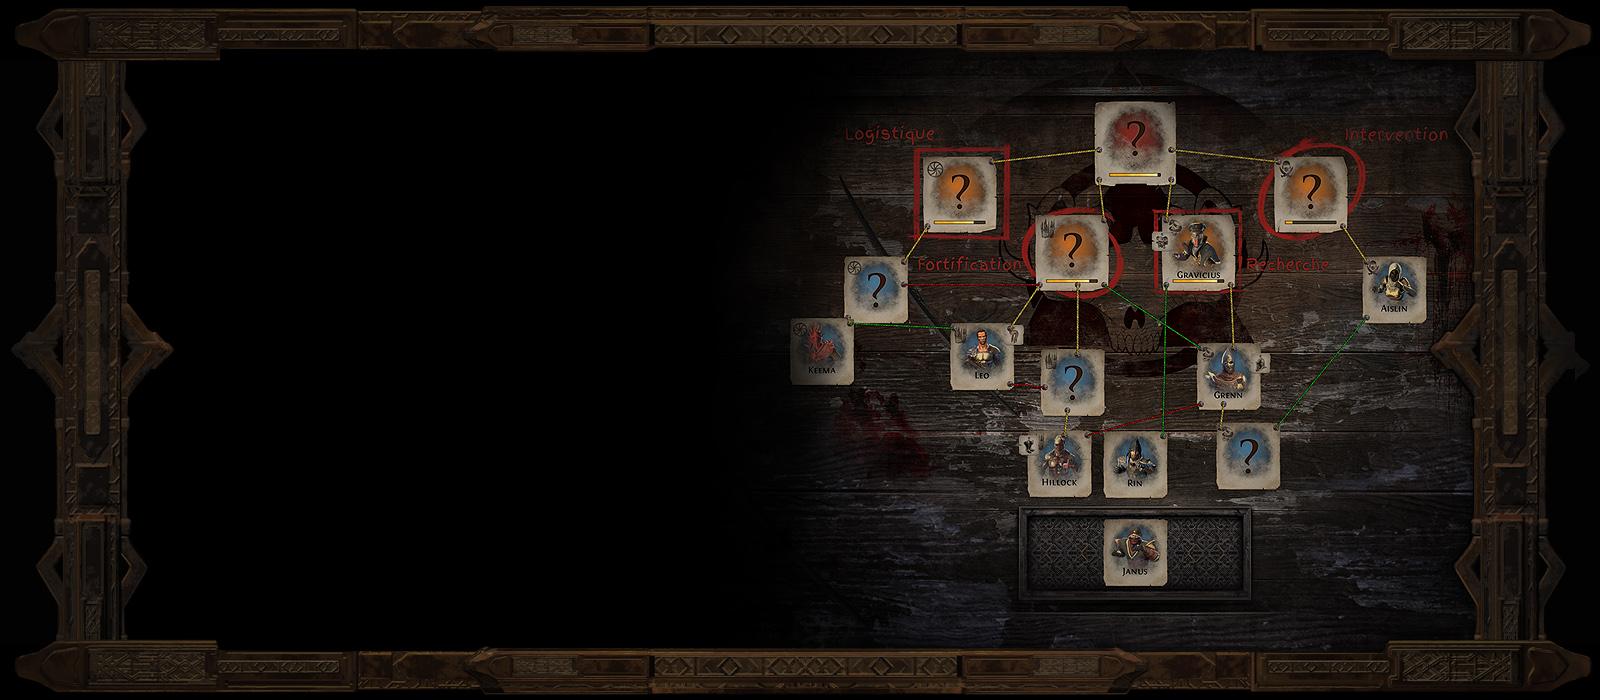 Logistique
Intervention
?
?
?
?
Gravicius
Fortification
Recherche
?
Aislin
Keema
Leo
?
Grenn
Hillock
Rin
?
Janus